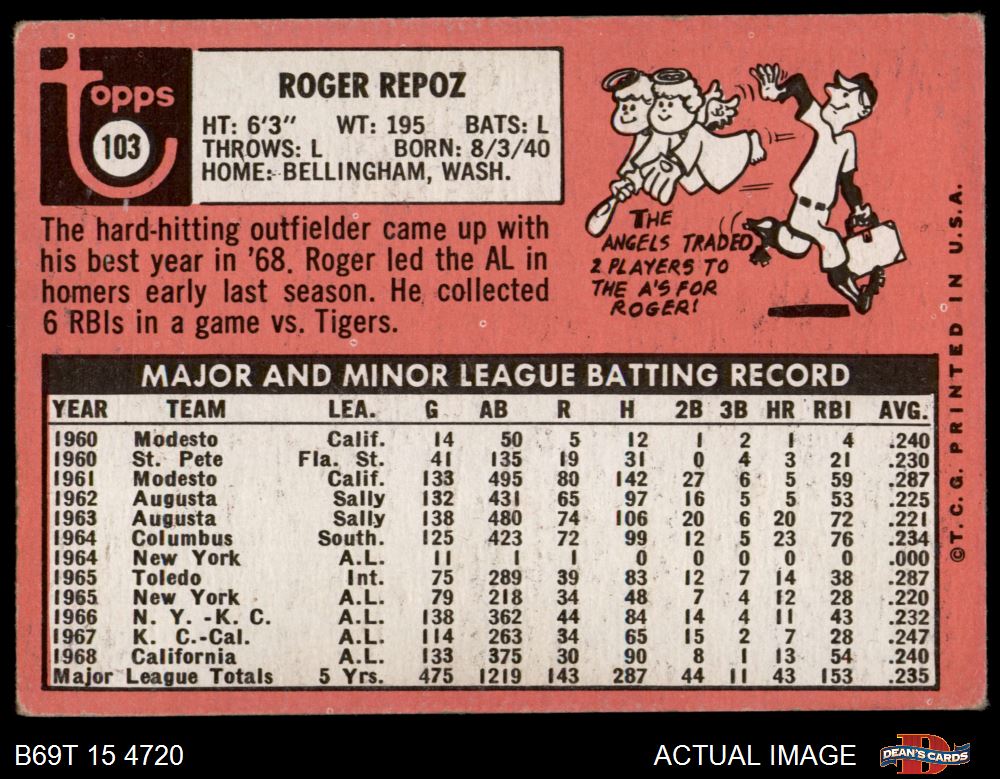 topps
103
ROGER REPOZ
HT: 6'3" WT: 195 BATS: L
THROWS: L BORN: 8/3/40
HOME: BELLINGHAM, WASH.
The hard-hitting outfielder came up with
his best year in '68. Roger led the AL in
homers early last season. He collected
6 RBIs in a game vs. Tigers.
THE
ANGELS TRADED
2 PLAYERS TO
THE A'S FOR
ROGER!
MAJOR AND MINOR LEAGUE BATTING RECORD
YEAR TEAM LEA. G AB R H 2B 3B HR RBI AVG.
1960 Modesto Calif. 14 50 5 12 1 2 1 4 .240
1960 St. Pete Fla. St. 41 135 19 31 0 4 3 21 .230
1961 Modesto Calif. 133 495 80 142 27 6 5 59 .287
1962 Augusta Sally 132 431 65 97 16 5 5 53 .225
1963 Augusta Sally 138 480 74 106 20 6 20 72 .221
1964 Columbus South. 125 423 72 99 12 5 23 76 .234
1964 New York A.L. 11 1 1 0 0 0 0 0 .000
1965 Toledo Int. 75 289 39 83 12 7 14 38 .287
1965 New York A.L. 79 218 34 48 7 4 12 28 .220
1966 N. Y. -K. C. A.L. 138 362 44 84 14 4 11 43 .232
1967 K. C.-Cal. A.L. 114 263 34 65 15 2 7 28 .247
1968 California A.L. 133 375 30 90 8 1 13 54 .240
Major League Totals 5 Yrs. 475 1219 143 287 44 11 43 153 .235
©T. C. G. PRINTED IN U.S.A.
B69T 15 4720
ACTUAL IMAGE
D
DEAN'S CARDS